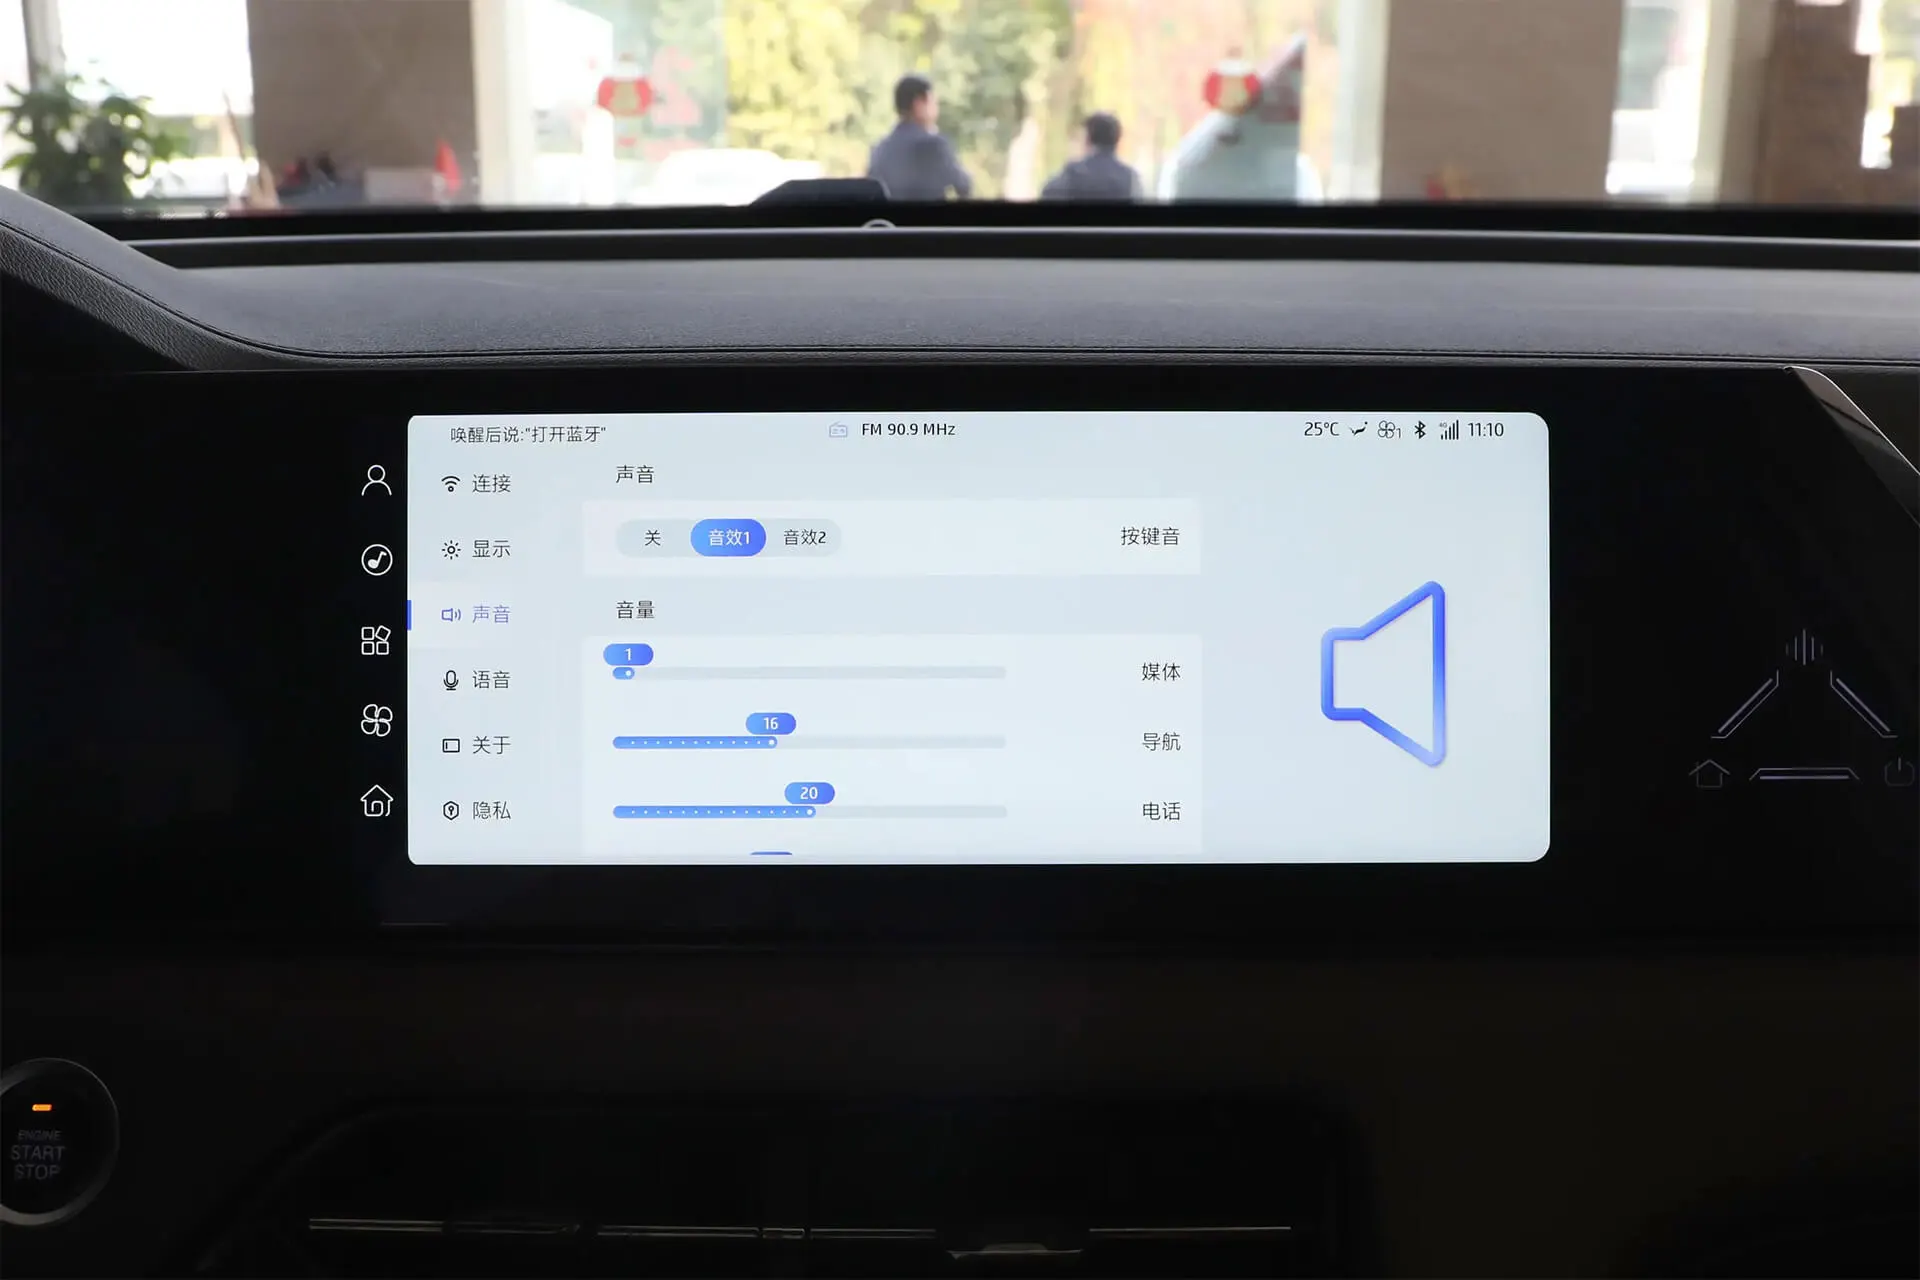 唤醒后说:"打开蓝牙"
FM 90.9 MHz
25℃ 1 4G 11:10
连接
显示
声音
语音
关于
隐私
声音
关 音效1 音效2 按键音
音量
1 媒体
16 导航
20 电话
ENGINE
START
STOP